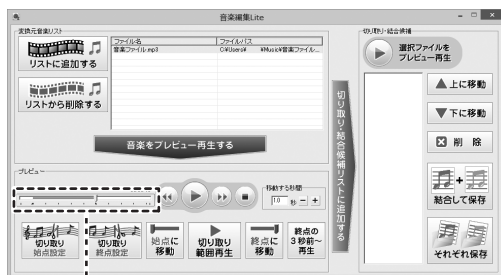 音楽編集Lite
変換元音楽リスト
リストに追加する
リストから削除する
ファイル名 ファイルパス
音楽ファイル.mp3 C:¥Users¥ ¥Music¥音楽ファイル...
音楽をプレビュー再生する
プレビュー
移動する秒間
1.0 秒 − +
切り取り
始点設定
切り取り
終点設定
始点に
移動
切り取り
範囲再生
終点に
移動
終点の
3秒前~
再生
切り取り・結合候補リストに追加する
切り取り・結合候補
選択ファイルを
プレビュー再生
上に移動
下に移動
削 除
結合して保存
それぞれ保存